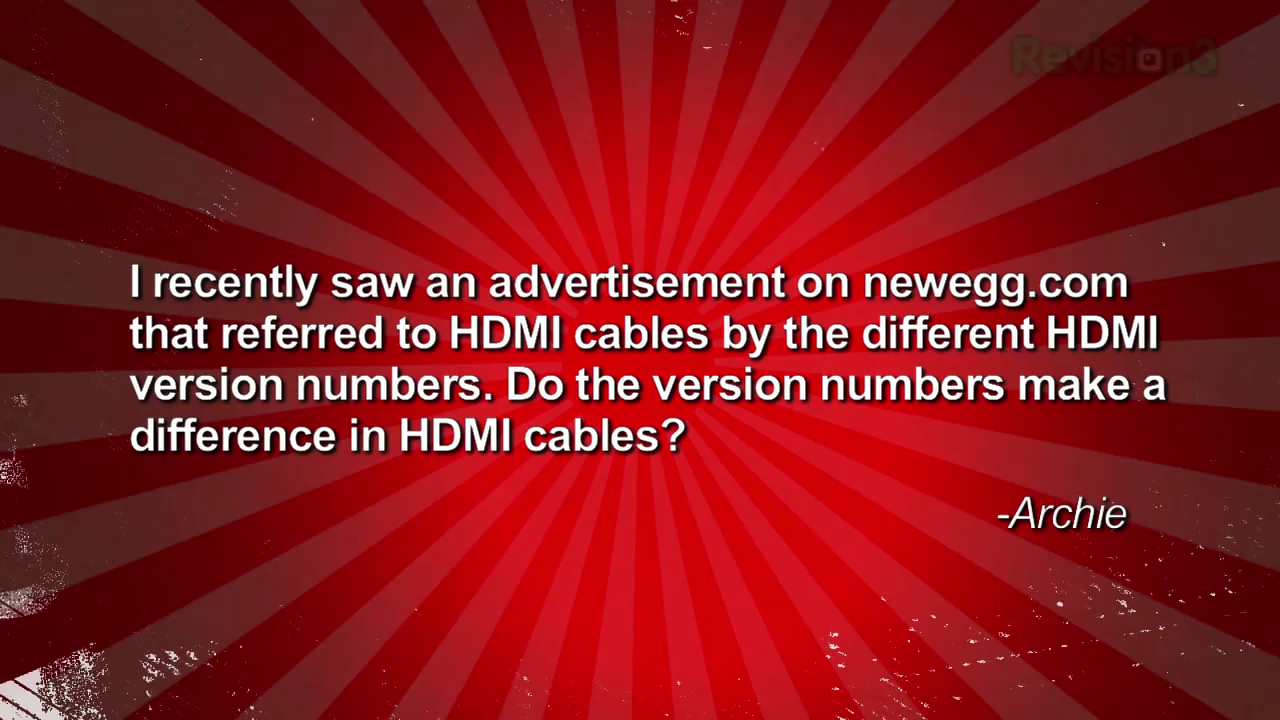 Revision3
I recently saw an advertisement on newegg.com
that referred to HDMI cables by the different HDMI
version numbers. Do the version numbers make a
difference in HDMI cables?
-Archie